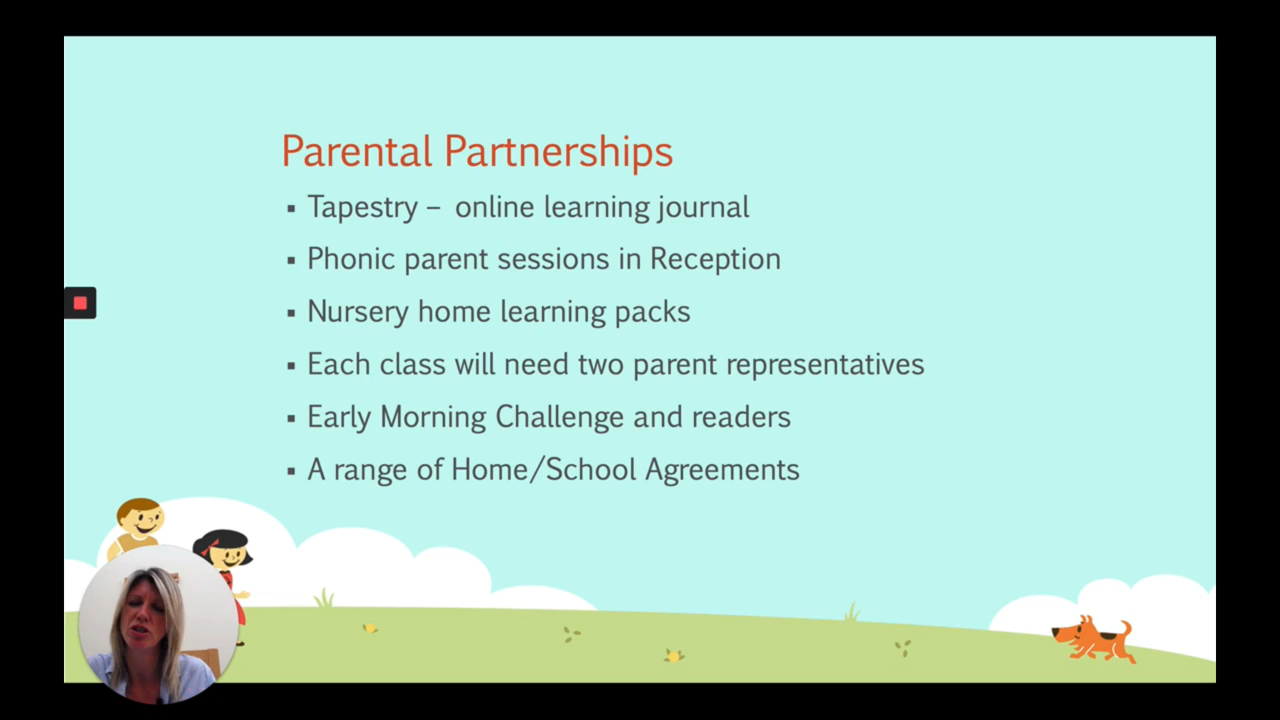 Parental Partnerships
▪ Tapestry – online learning journal
▪ Phonic parent sessions in Reception
▪ Nursery home learning packs
▪ Each class will need two parent representatives
▪ Early Morning Challenge and readers
▪ A range of Home/School Agreements